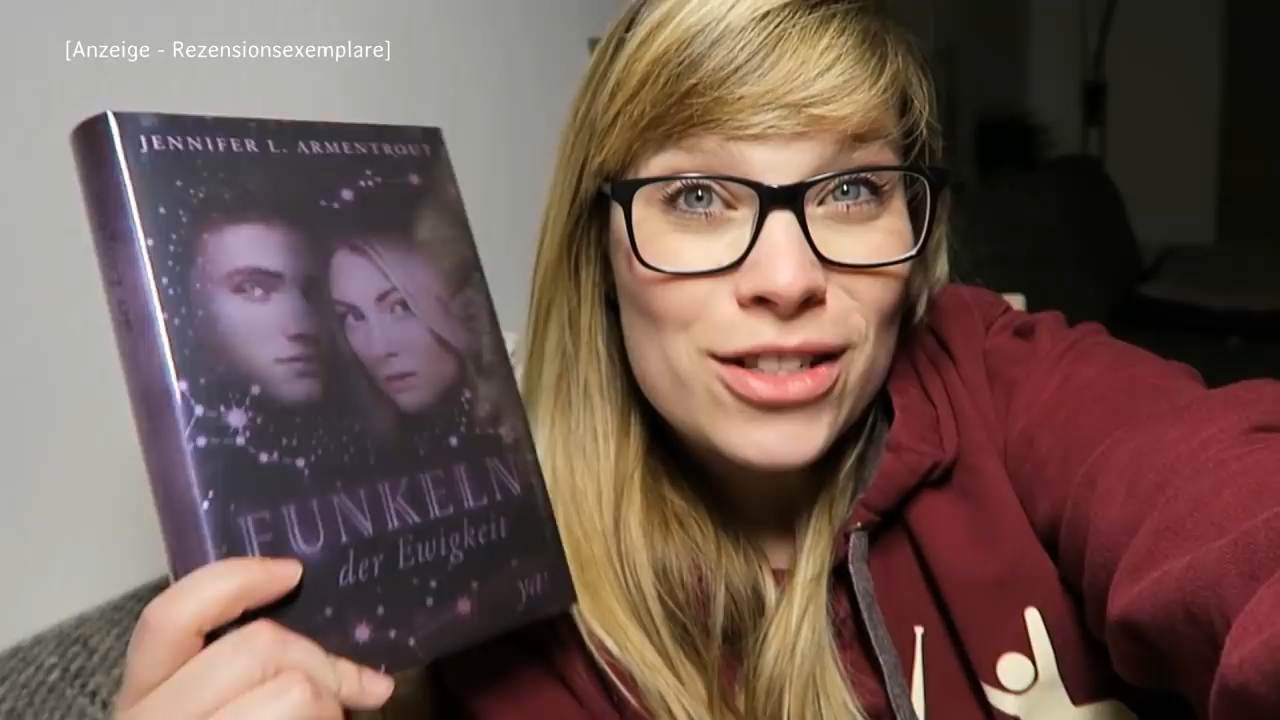 [Anzeige - Rezensionsexemplare]
JENNIFER L. ARMENTROUT
FUNKELN
der Ewigkeit
ya!